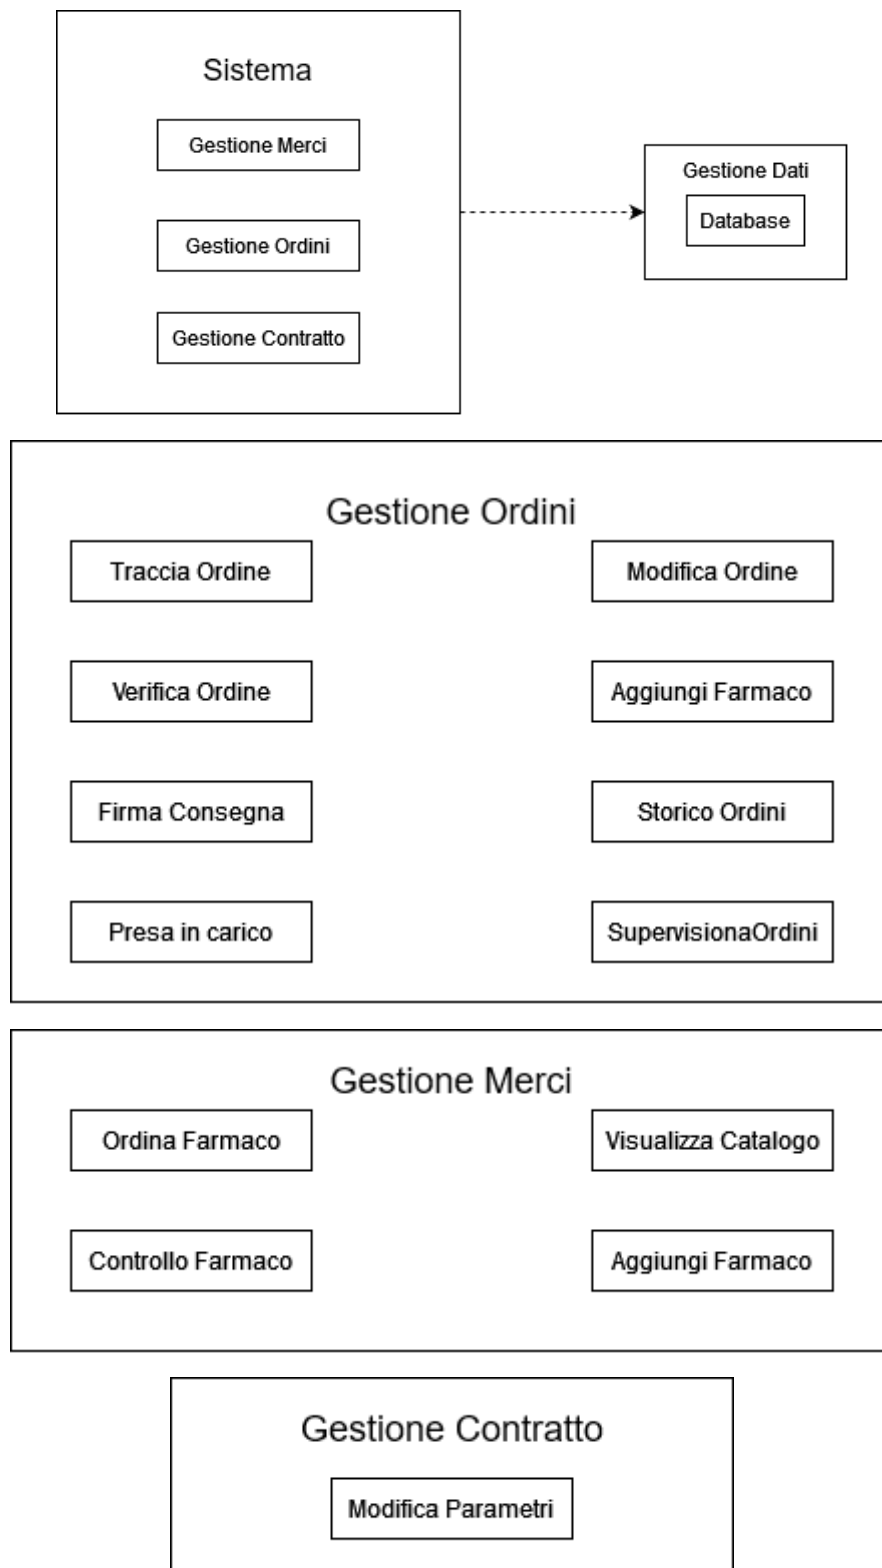 Sistema
Gestione Merci
Gestione Ordini
Gestione Contratto
Gestione Dati
Database
Gestione Ordini
Traccia Ordine
Modifica Ordine
Verifica Ordine
Aggiungi Farmaco
Firma Consegna
Storico Ordini
Presa in carico
SupervisionaOrdini
Gestione Merci
Ordina Farmaco
Visualizza Catalogo
Controllo Farmaco
Aggiungi Farmaco
Gestione Contratto
Modifica Parametri